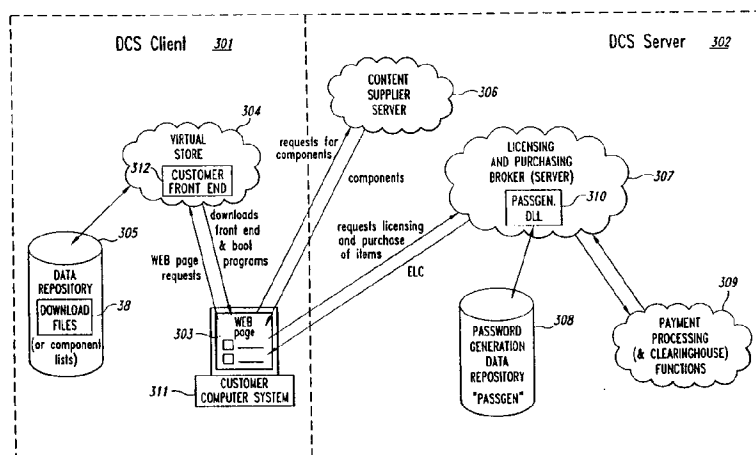 DCS Client 301
DCS Server 302
304
VIRTUAL
STORE
312
CUSTOMER
FRONT END
CONTENT
SUPPLIER
SERVER
306
requests for
components
components
LICENSING
AND PURCHASING
BROKER (SERVER)
307
PASSGEN.
DLL
310
305
DATA
REPOSITORY
DOWNLOAD
FILES
38
(or component
lists)
downloads
front end
& boot
programs
WEB page
requests
requests licensing
and purchase
of items
ELC
303
WEB
page
311
CUSTOMER
COMPUTER SYSTEM
PASSWORD
GENERATION
DATA
REPOSITORY
"PASSGEN"
308
309
PAYMENT
PROCESSING
(& CLEARINGHOUSE)
FUNCTIONS